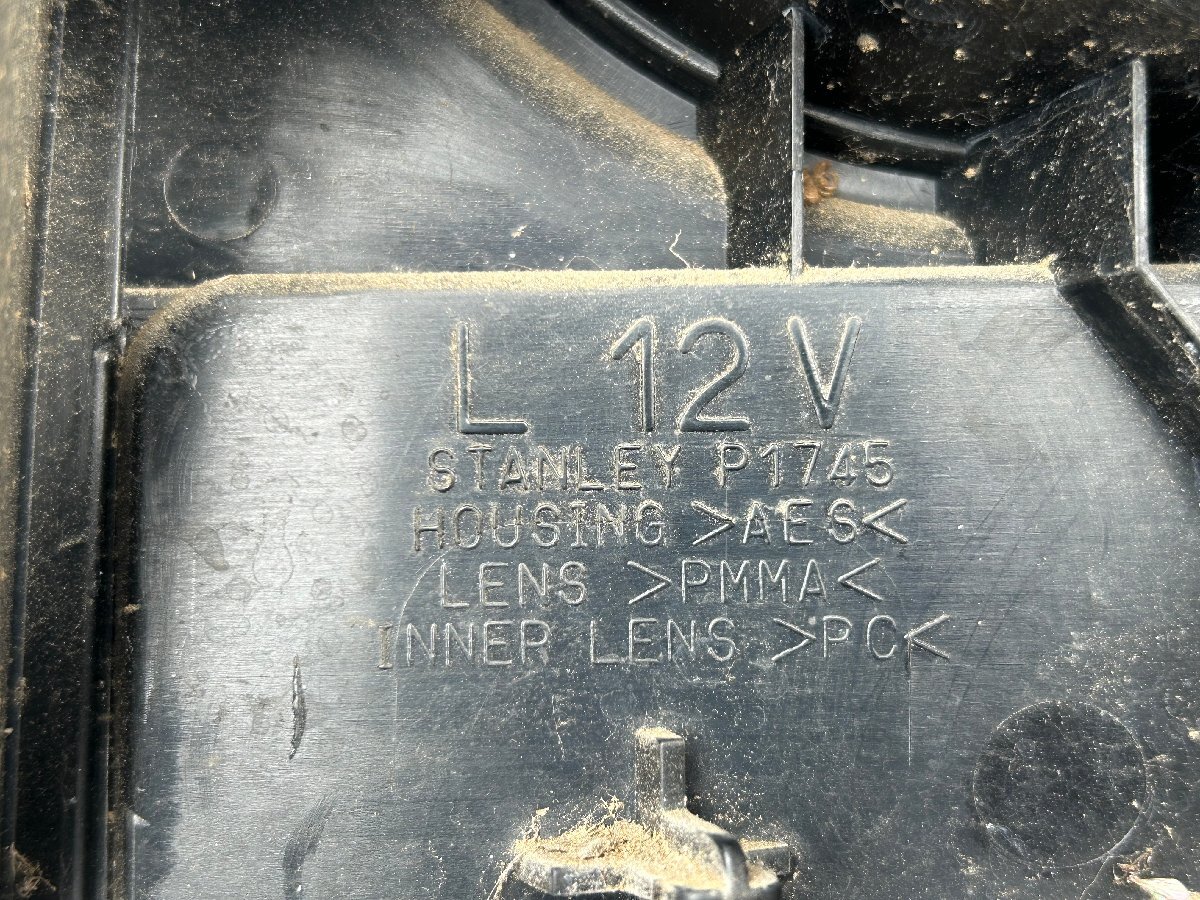 L 12V
STANLEY P1745
HOUSING >AES<
LENS >PMMA<
INNER LENS >PC<